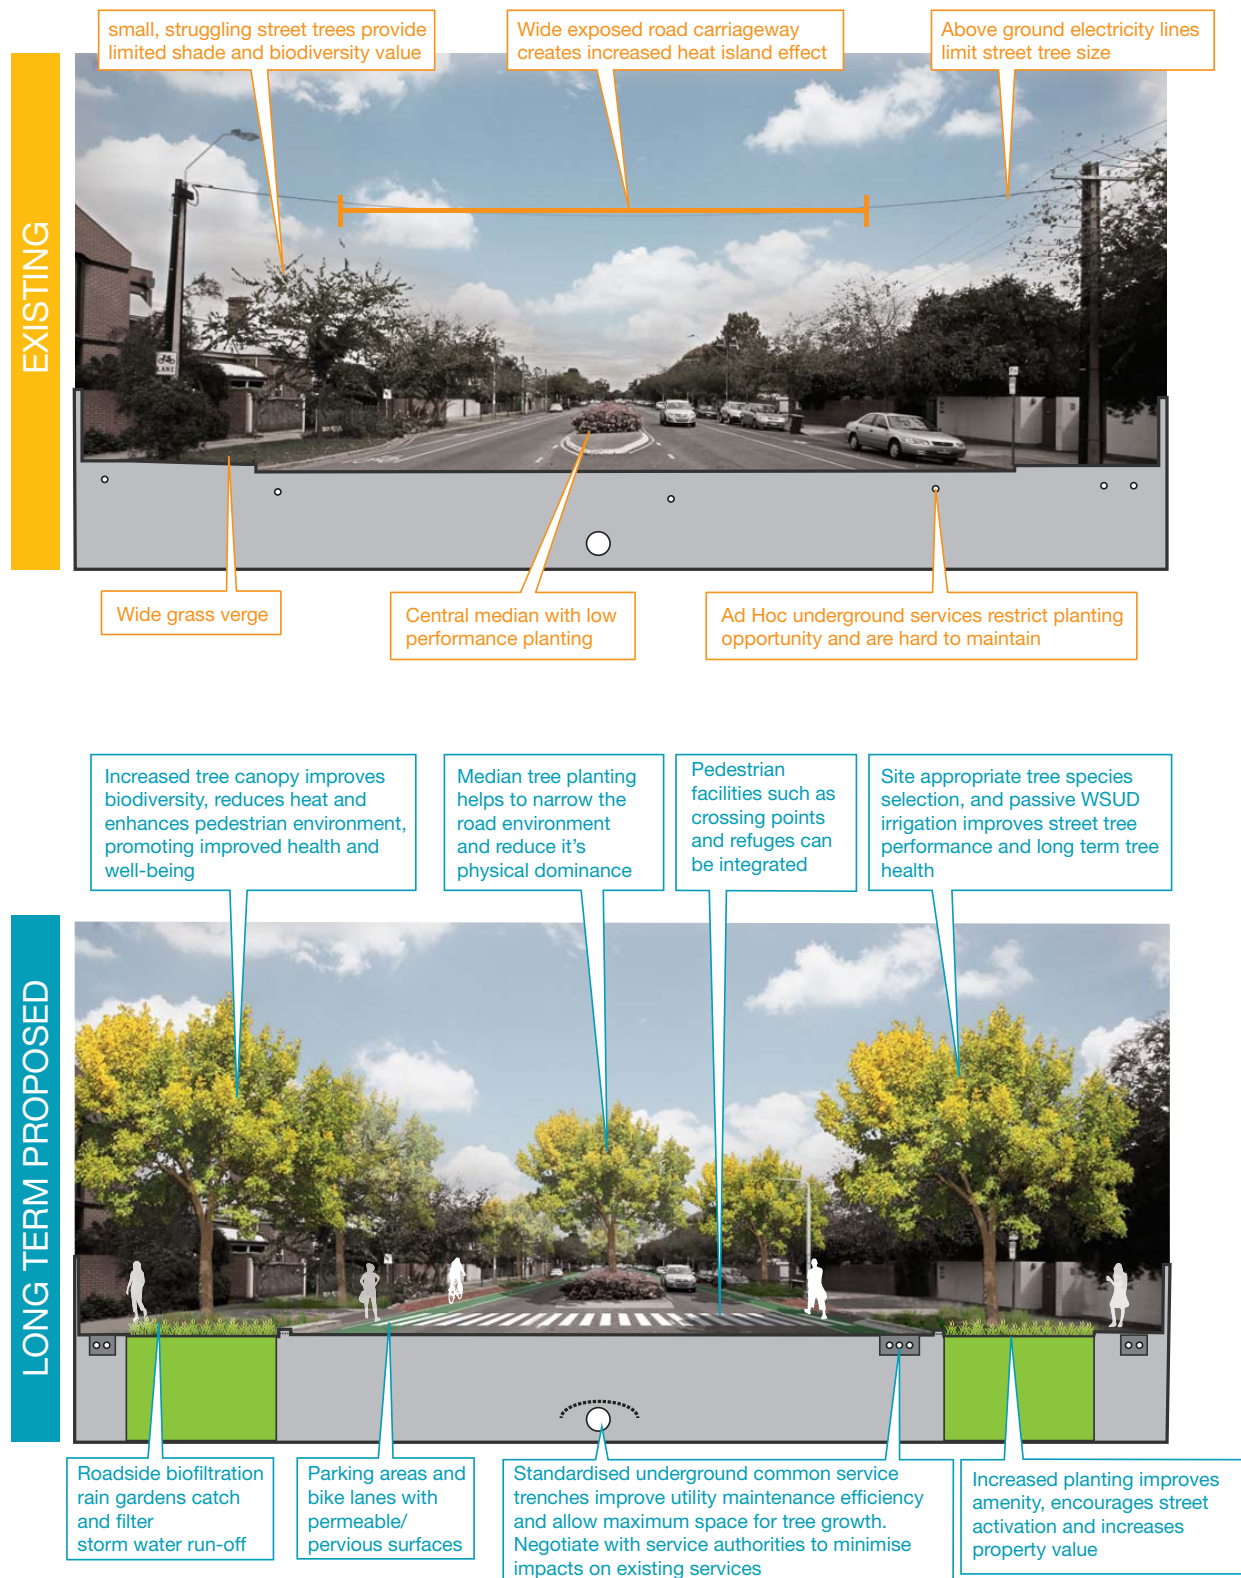 small, struggling street trees provide
limited shade and biodiversity value
Wide exposed road carriageway
creates increased heat island effect
Above ground electricity lines
limit street tree size
EXISTING
LANE
Wide grass verge
Central median with low
performance planting
Ad Hoc underground services restrict planting
opportunity and are hard to maintain
Increased tree canopy improves
biodiversity, reduces heat and
enhances pedestrian environment,
promoting improved health and
well-being
Median tree planting
helps to narrow the
road environment
and reduce it's
physical dominance
Pedestrian
facilities such as
crossing points
and refuges can
be integrated
Site appropriate tree species
selection, and passive WSUD
irrigation improves street tree
performance and long term tree
health
LONG TERM PROPOSED
Roadside biofiltration
rain gardens catch
and filter
storm water run-off
Parking areas and
bike lanes with
permeable/
pervious surfaces
Standardised underground common service
trenches improve utility maintenance efficiency
and allow maximum space for tree growth.
Negotiate with service authorities to minimise
impacts on existing services
Increased planting improves
amenity, encourages street
activation and increases
property value